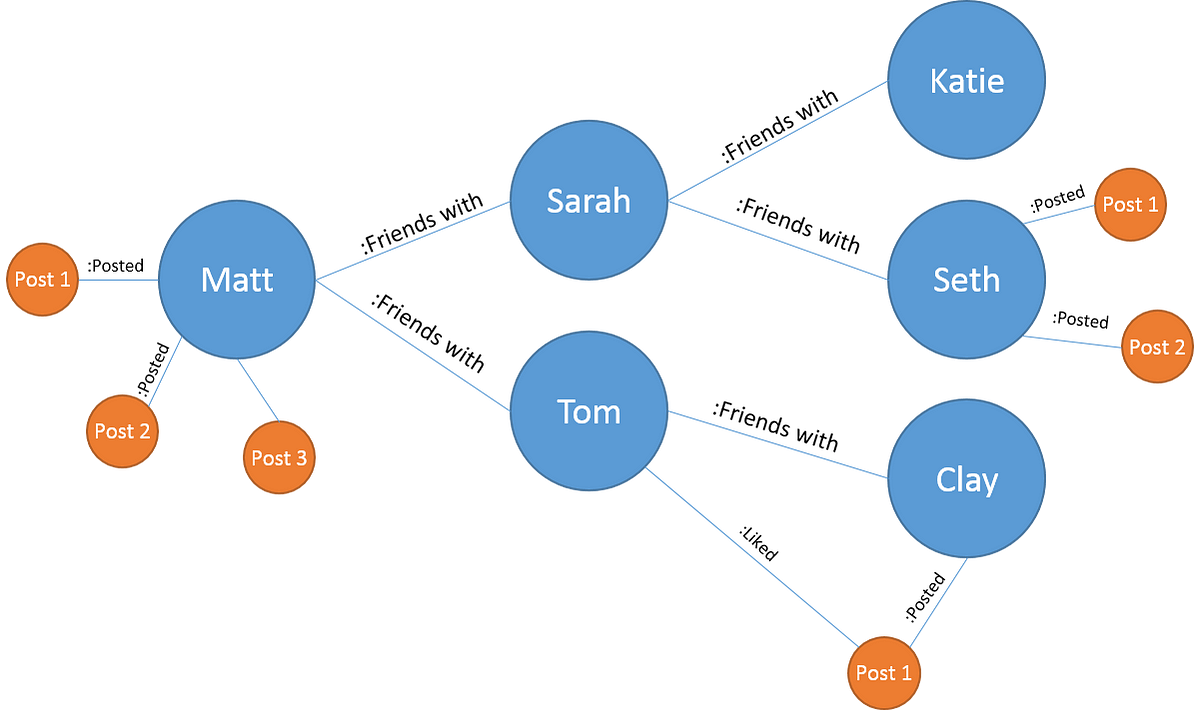 Katie
:Friends with
Sarah
:Friends with
:Posted
Post 1
:Friends with
Seth
:Posted
Post 2
Matt
:Posted
Post 1
:Posted
Post 2
Post 3
:Friends with
Tom
:Friends with
Clay
:Liked
:Posted
Post 1